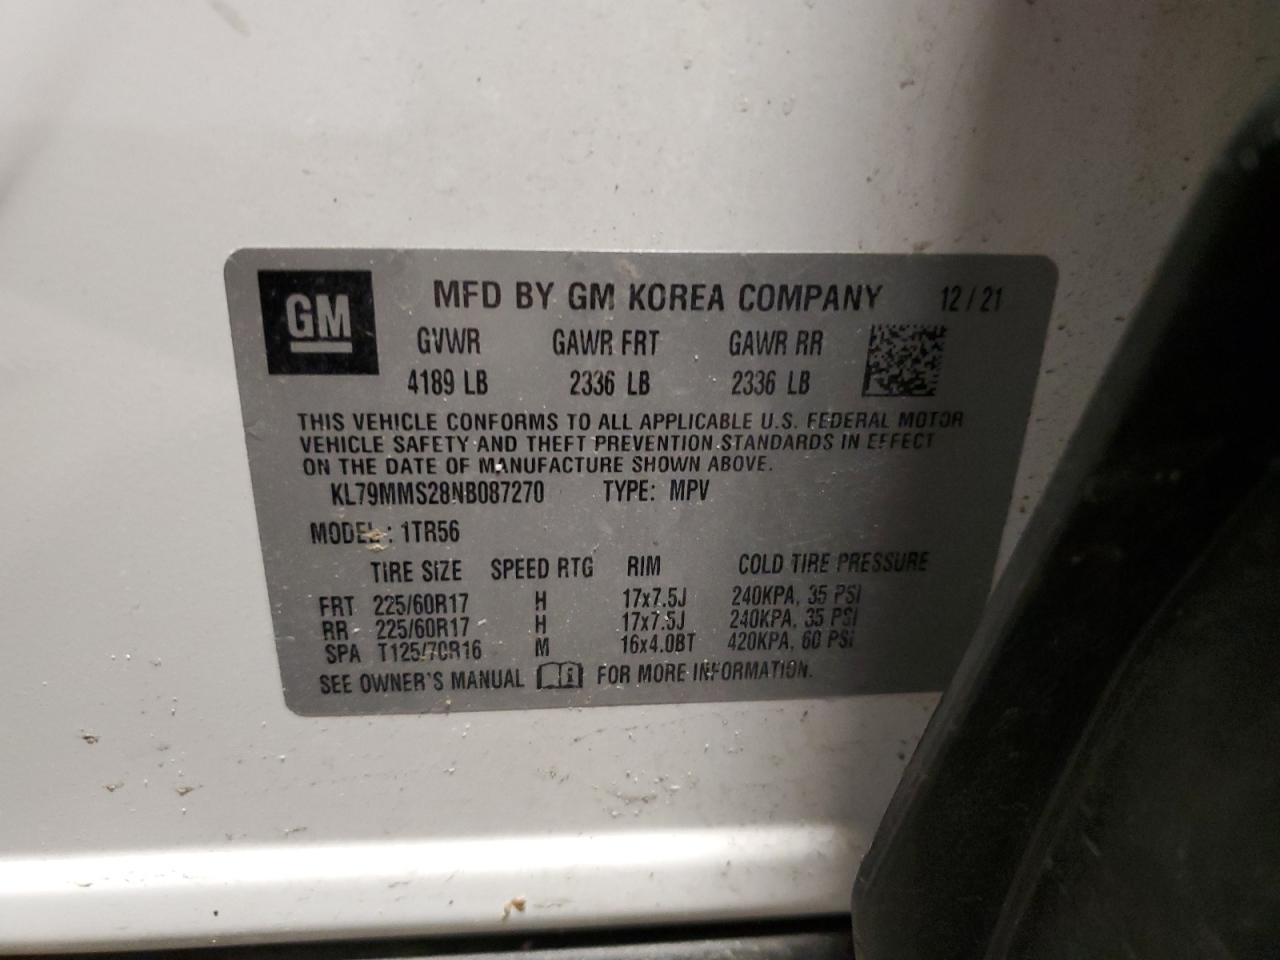 GM
MFD BY GM KOREA COMPANY 12/21
GVWR GAWR FRT GAWR RR
4189 LB 2336 LB 2336 LB
THIS VEHICLE CONFORMS TO ALL APPLICABLE U.S. FEDERAL MOTOR
VEHICLE SAFETY AND THEFT PREVENTION STANDARDS IN EFFECT
ON THE DATE OF MANUFACTURE SHOWN ABOVE.
KL79MMS28NB087270 TYPE: MPV
MODEL: 1TR56
TIRE SIZE SPEED RTG RIM COLD TIRE PRESSURE
FRT 225/60R17 H 17x7.5J 240KPA, 35 PSI
RR 225/60R17 H 17x7.5J 240KPA, 35 PSI
SPA T125/70R16 M 16x4.0BT 420KPA, 60 PSI
SEE OWNER'S MANUAL FOR MORE INFORMATION.